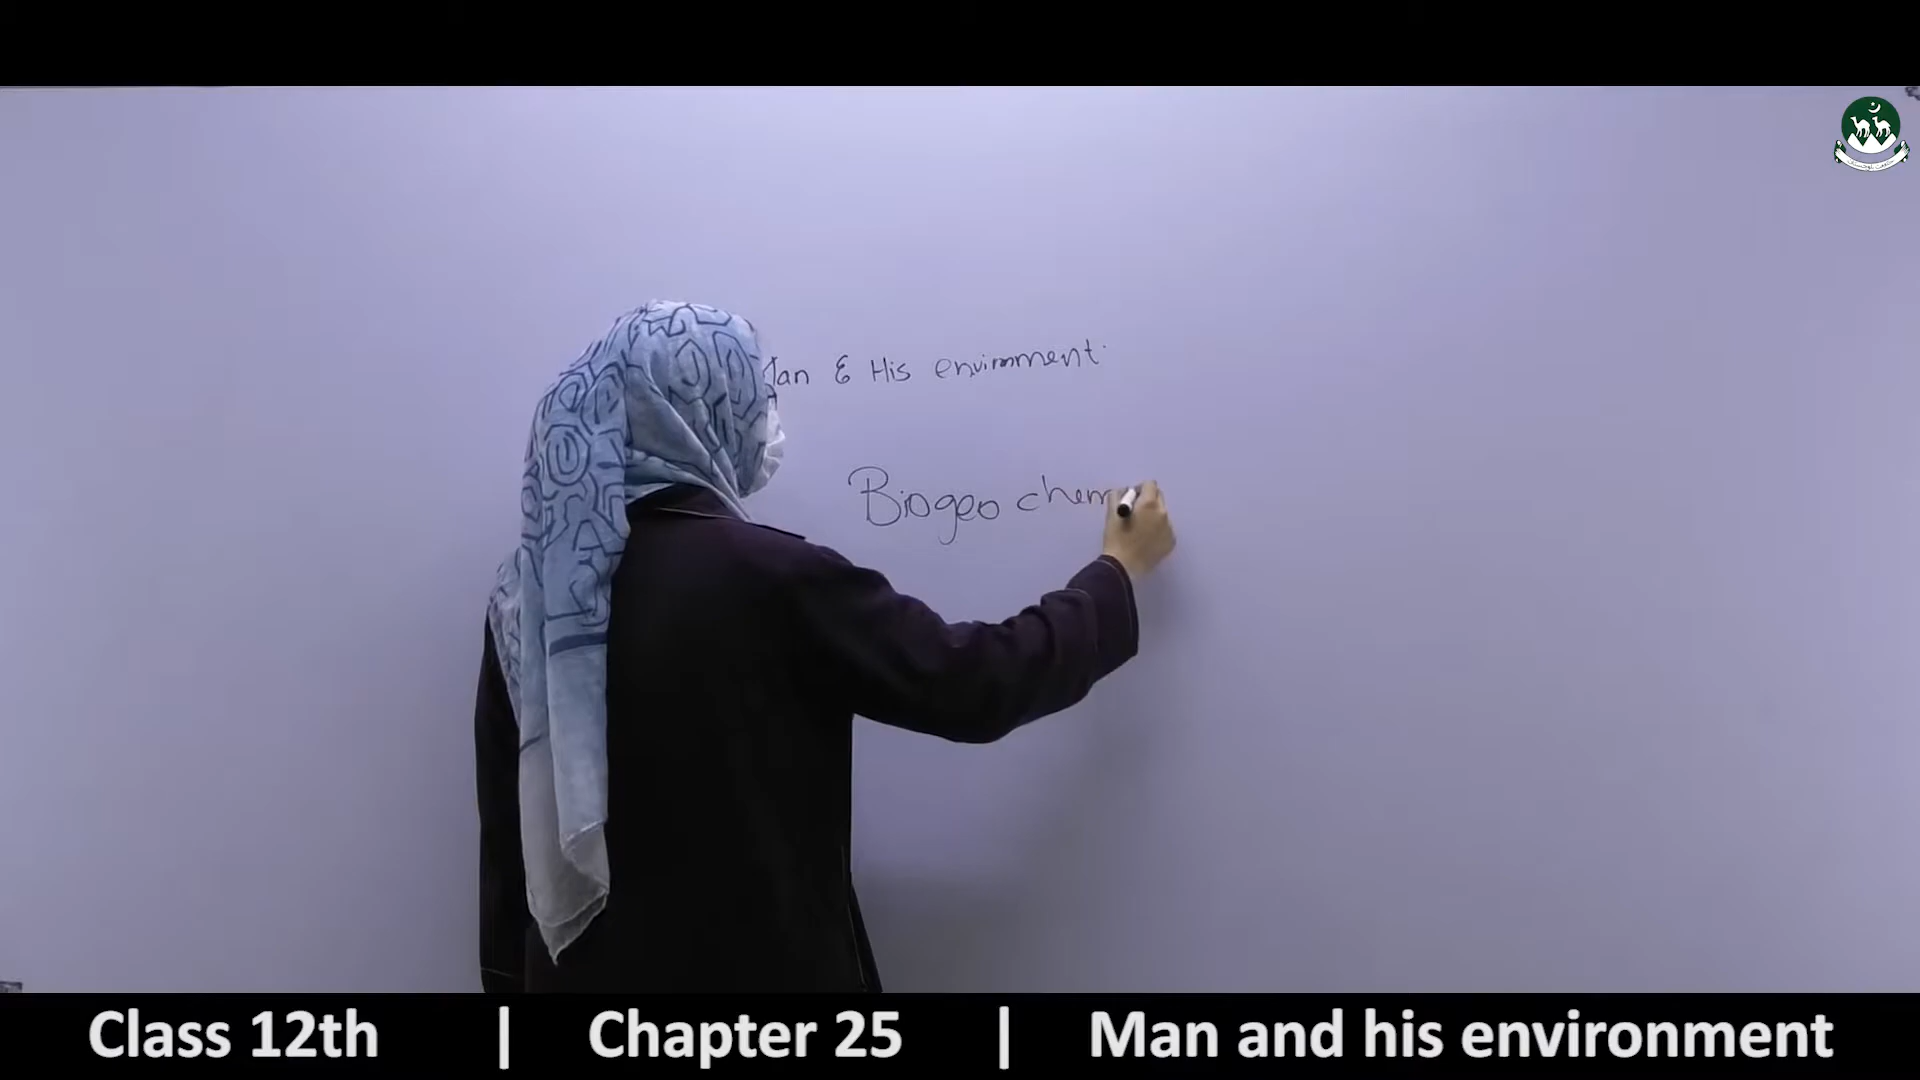 Man & His environment.
Biogeo chem
Class 12th | Chapter 25 | Man and his environment